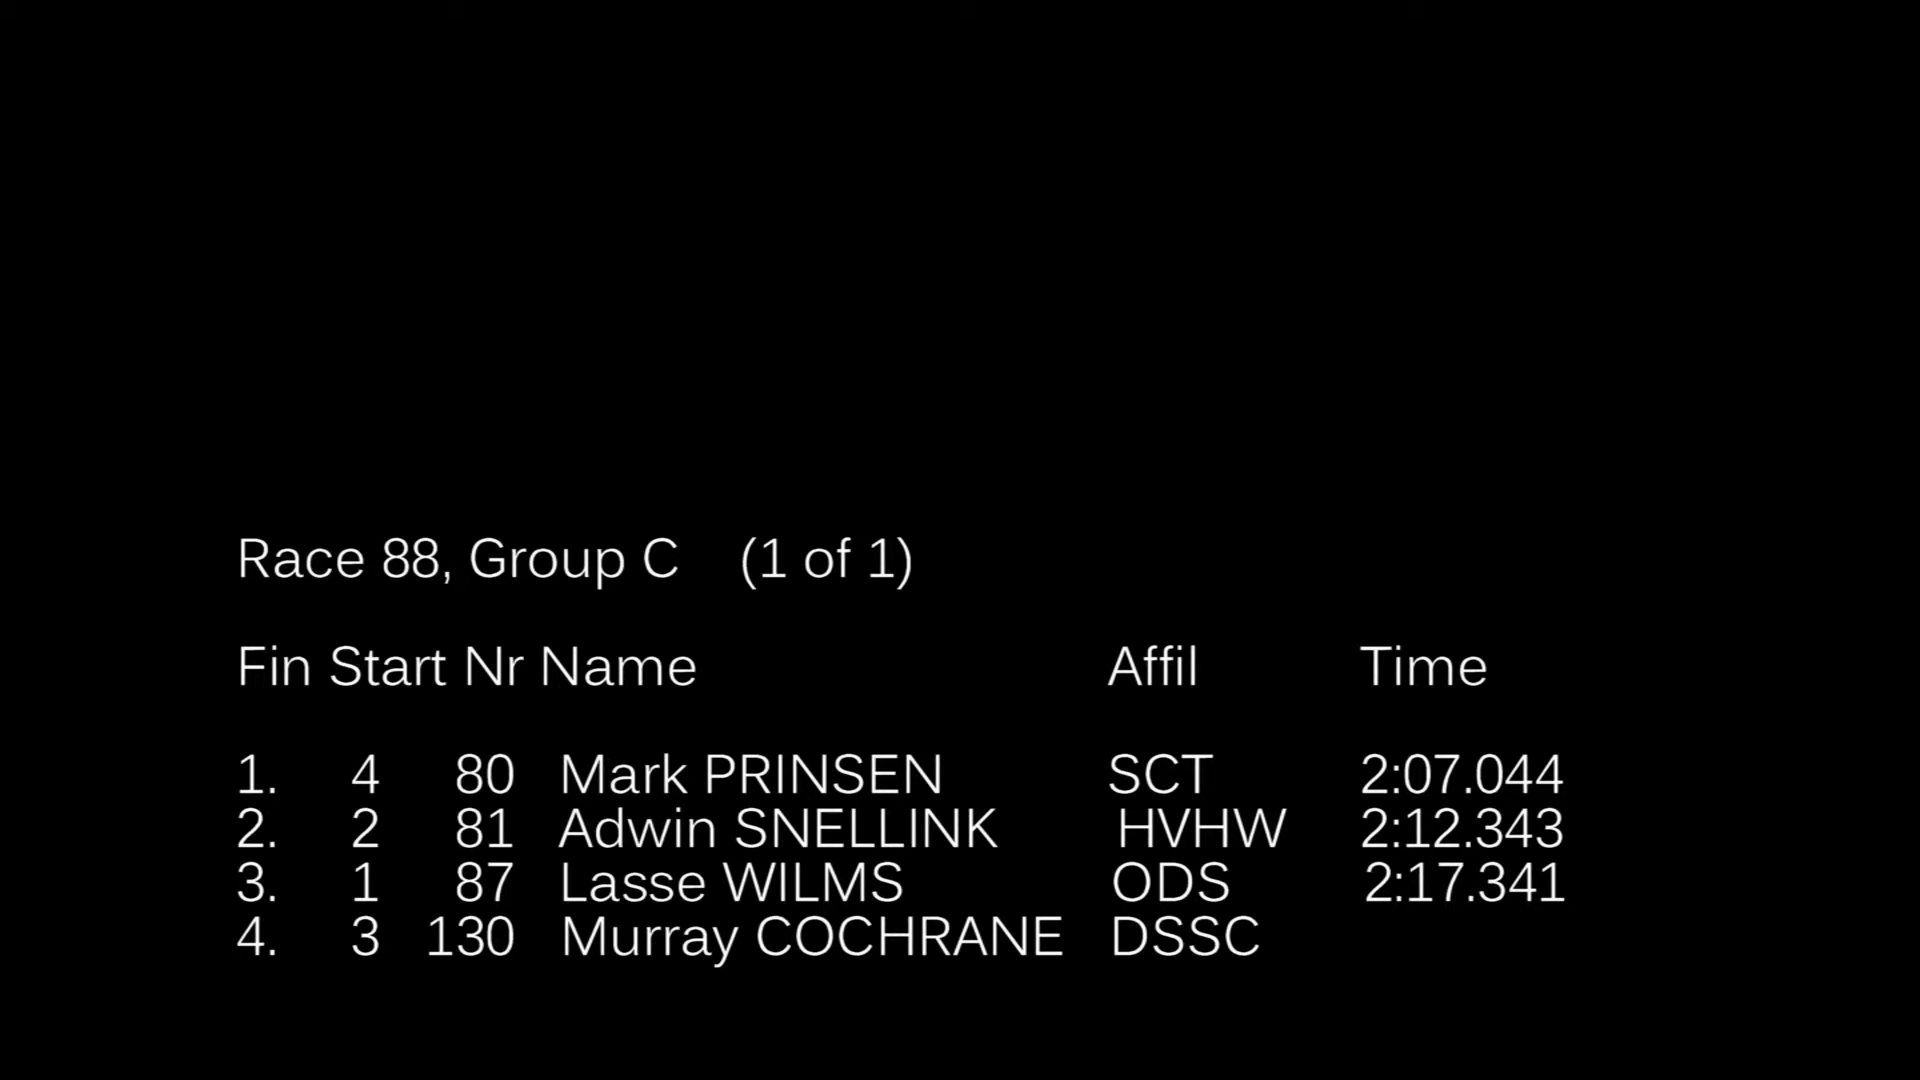 Race 88, Group C (1 of 1)
Fin Start Nr Name Affil Time
1. 4 80 Mark PRINSEN SCT 2:07.044
2. 2 81 Adwin SNELLINK HVHW 2:12.343
3. 1 87 Lasse WILMS ODS 2:17.341
4. 3 130 Murray COCHRANE DSSC